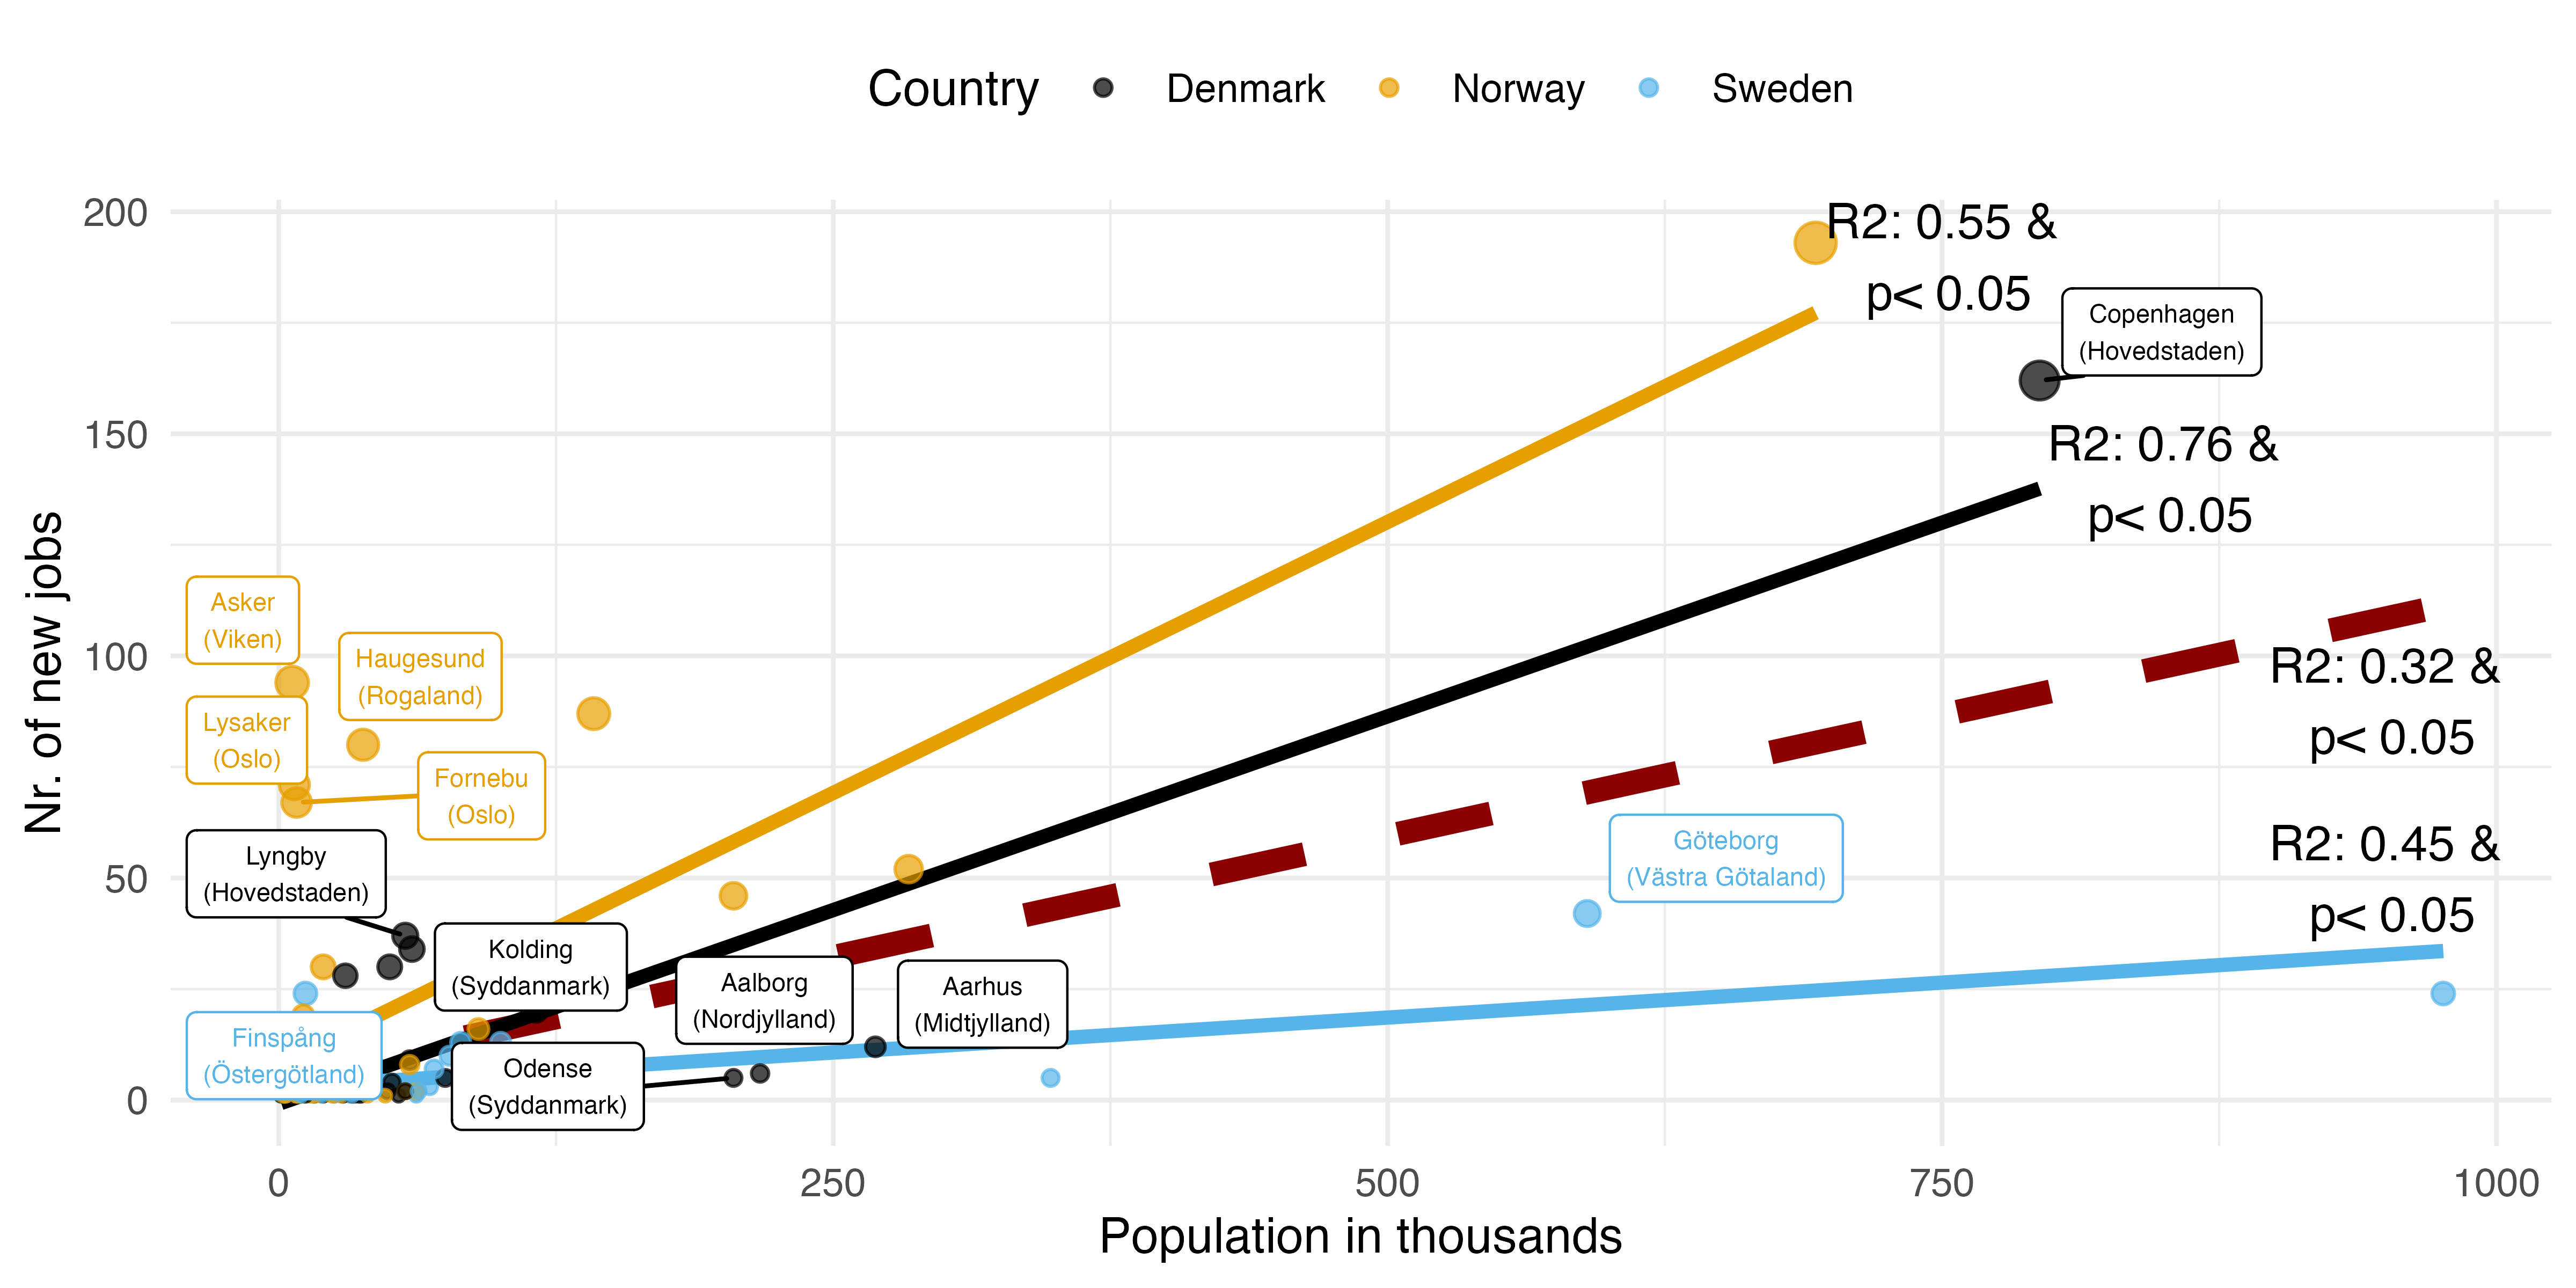 Country Denmark Norway Sweden
200
150
100
50
0
Nr. of new jobs
R2: 0.55 &
p< 0.05
Copenhagen
(Hovedstaden)
R2: 0.76 &
p< 0.05
R2: 0.32 &
p< 0.05
R2: 0.45 &
p< 0.05
Asker
(Viken)
Haugesund
(Rogaland)
Lysaker
(Oslo)
Fornebu
(Oslo)
Lyngby
(Hovedstaden)
Göteborg
(Västra Götaland)
Kolding
(Syddanmark)
Aalborg
(Nordjylland)
Aarhus
(Midtjylland)
Finspång
(Östergötland)
Odense
(Syddanmark)
0 250 500 750 1000
Population in thousands